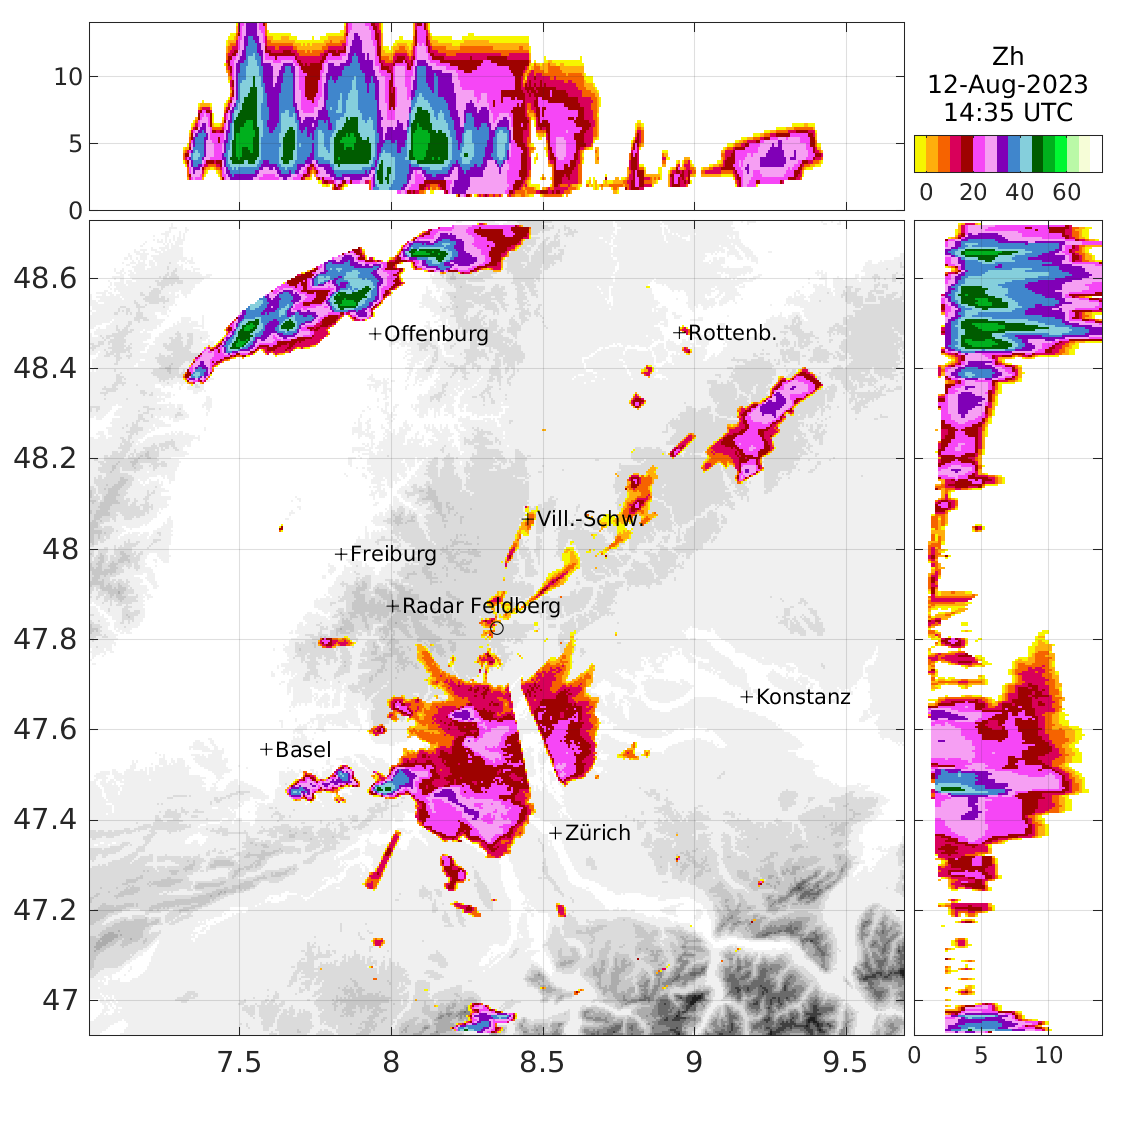 10
5
0
Zh
12-Aug-2023
14:35 UTC
0 20 40 60
48.6
48.4
48.2
48
47.8
47.6
47.4
47.2
47
+Offenburg
+Rottenb.
+Vill.-Schw.
+Freiburg
+Radar Feldberg
+Konstanz
+Basel
+Zürich
7.5 8 8.5 9 9.5
0 5 10